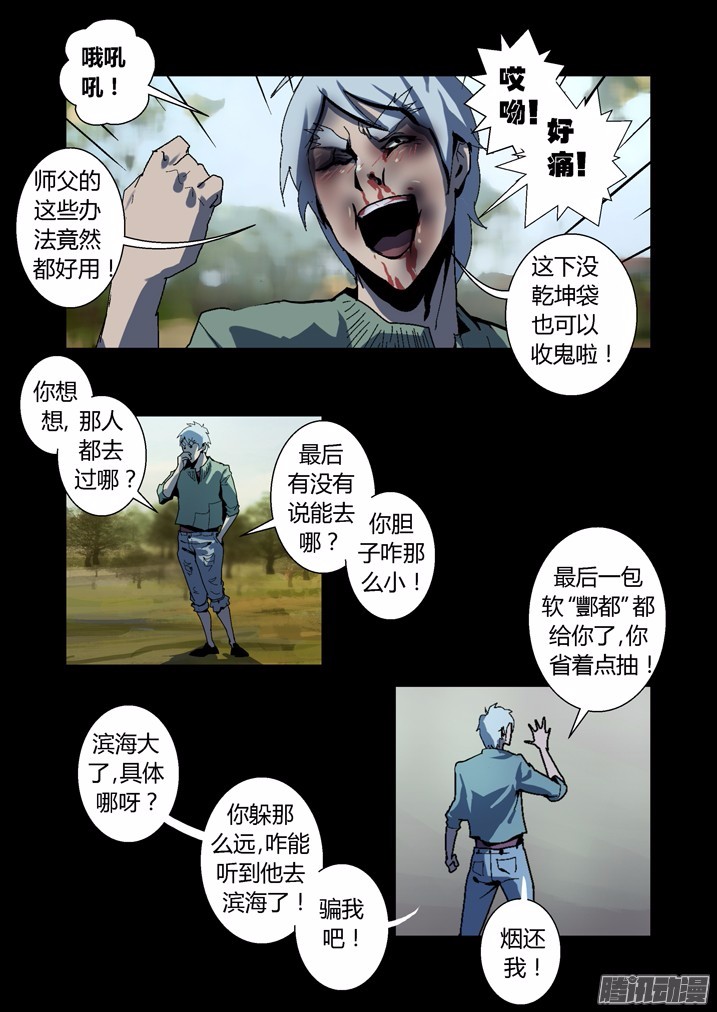 哦吼
吼！
哎
呦！
好
痛！
师父的
这些办
法竟然
都好用！
这下没
乾坤袋
也可以
收鬼啦！
你想
想，
那人
都去
过哪？
最后
有没有
说能去
哪？
你胆
子咋那
么小！
最后一包
软“酆都”都
给你了，你
省着点抽！
滨海大
了，具体
哪呀？
你躲那
么远，咋能
听到他去
滨海了！
骗我
吧！
烟还
我！
腾讯动漫